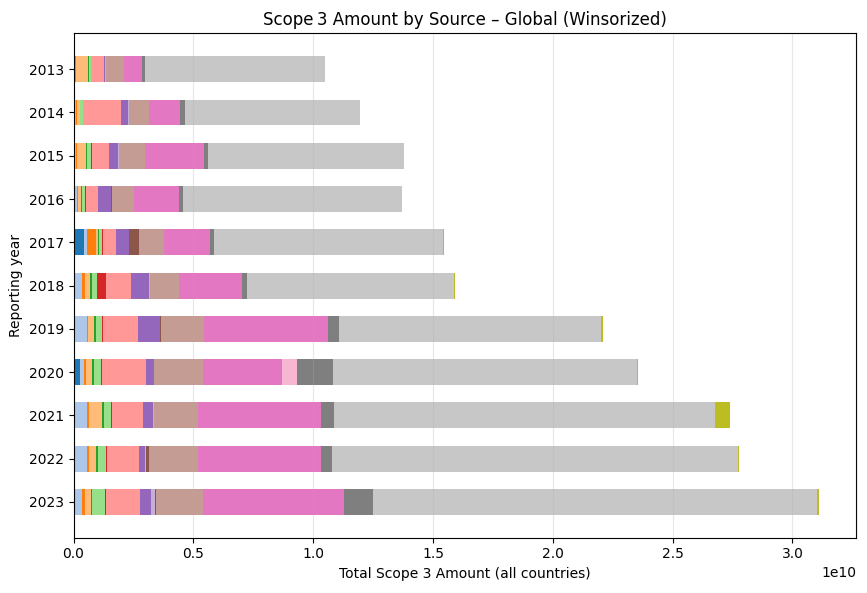 Scope 3 Amount by Source – Global (Winsorized)
Reporting year
2013
2014
2015
2016
2017
2018
2019
2020
2021
2022
2023
0.0 0.5 1.0 1.5 2.0 2.5 3.0
1e10
Total Scope 3 Amount (all countries)